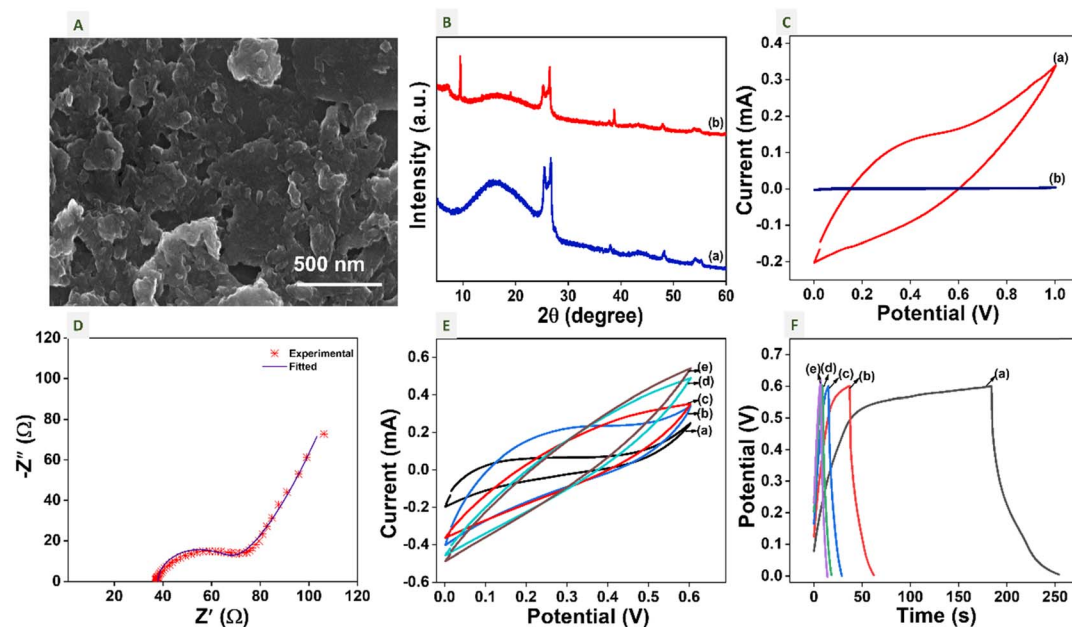 A
500 nm
B
Intensity (a.u.)
(b)
(a)
10 20 30 40 50 60
2θ (degree)
C
Current (mA)
0.4
0.3
0.2
0.1
0.0
-0.1
-0.2
(a)
(b)
0.0 0.2 0.4 0.6 0.8 1.0
Potential (V)
D
-Z″ (Ω)
120
100
80
60
40
20
0
Experimental
Fitted
20 40 60 80 100 120
Z′ (Ω)
E
Current (mA)
0.6
0.4
0.2
0.0
-0.2
-0.4
-0.6
(e)
(d)
(c)
(b)
(a)
0.0 0.1 0.2 0.3 0.4 0.5 0.6
Potential (V)
F
Potential (V)
0.7
0.6
0.5
0.4
0.3
0.2
0.1
0.0
(e) (d) (c) (b) (a)
0 50 100 150 200 250
Time (s)